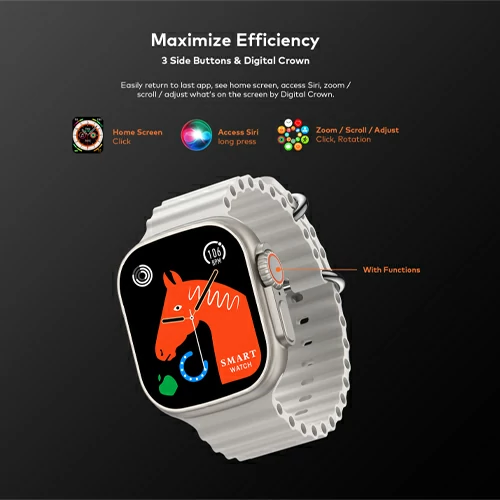 Maximize Efficiency
3 Side Buttons & Digital Crown
Easily return to last app, see home screen, access Siri, zoom /
scroll / adjust what's on the screen by Digital Crown.
Home Screen
Click
Access Siri
long press
Zoom / Scroll / Adjust
Click, Rotation
106
BPM
With Functions
SMART
WATCH